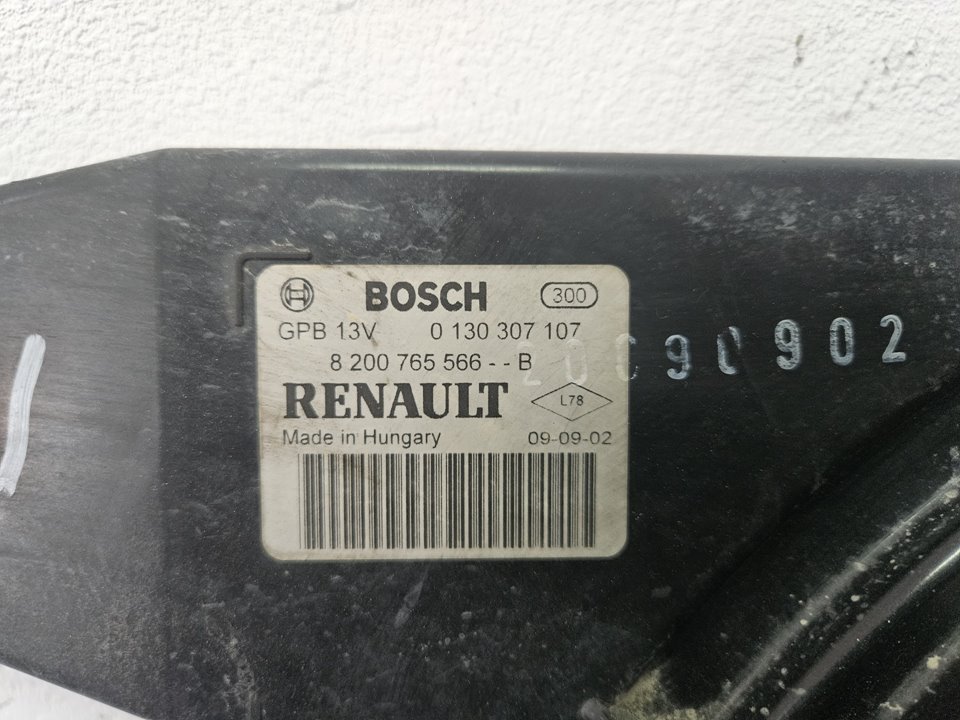 BOSCH 300
GPB 13V 0 130 307 107
8 200 765 566 - - B
20090902
RENAULT L78
Made in Hungary 09-09-02